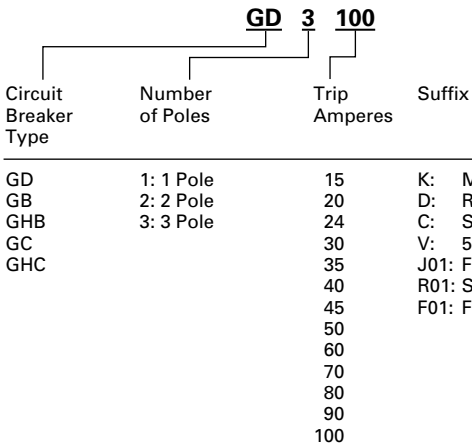 GD 3 100
Circuit Breaker Type
Number of Poles
Trip Amperes
Suffix
GD
GB
GHB
GC
GHC
1: 1 Pole
2: 2 Pole
3: 3 Pole
15
20
24
30
35
40
45
50
60
70
80
90
100
K:
D:
C:
V: 5
J01:
R01:
F01: